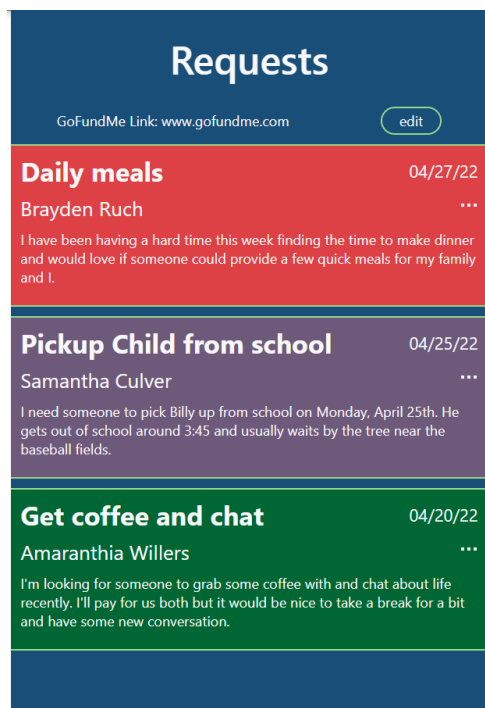 Requests
GoFundMe Link: www.gofundme.com
edit
Daily meals
04/27/22
Brayden Ruch
...
I have been having a hard time this week finding the time to make dinner
and would love if someone could provide a few quick meals for my family
and I.
Pickup Child from school
04/25/22
Samantha Culver
...
I need someone to pick Billy up from school on Monday, April 25th. He
gets out of school around 3:45 and usually waits by the tree near the
baseball fields.
Get coffee and chat
04/20/22
Amaranthia Willers
...
I'm looking for someone to grab some coffee with and chat about life
recently. I'll pay for us both but it would be nice to take a break for a bit
and have some new conversation.